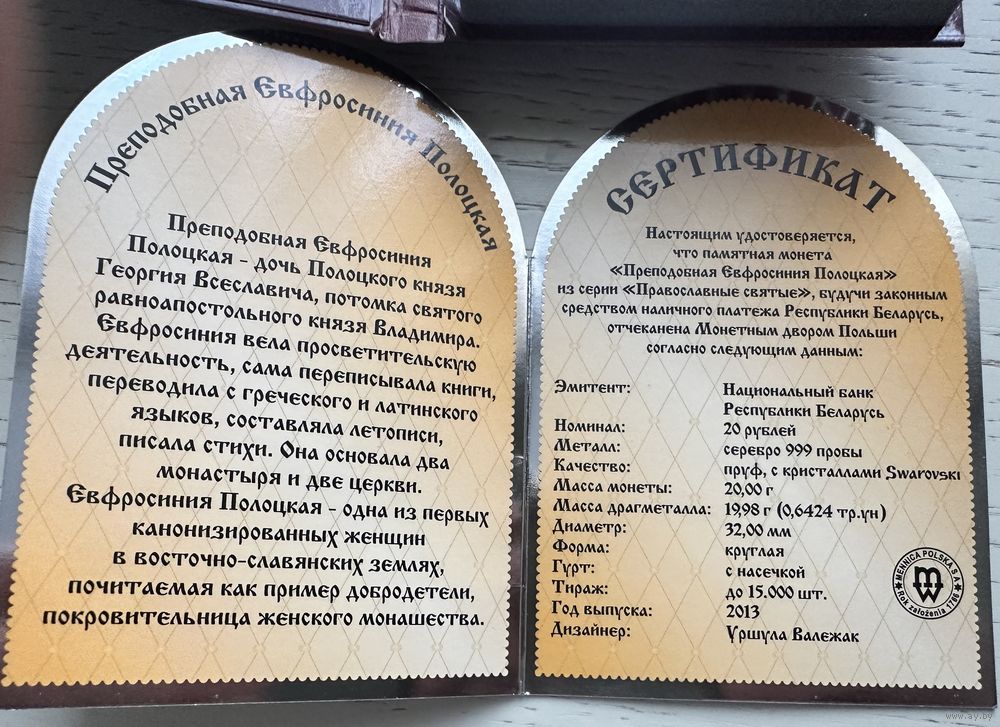 Преподобная Евфросиния Полоцкая
Преподобная Евфросиния
Полоцкая - дочь Полоцкого князя
Георгия Всеславича, потомка святого
равноапостольного князя Владимира.
Евфросиния вела просветительскую
деятельность, сама переписывала книги,
переводила с греческого и латинского
языков, составляла летописи,
писала стихи. Она основала два
монастыря и две церкви.
Евфросиния Полоцкая - одна из первых
канонизированных женщин
в восточно-славянских землях,
почитаемая как пример добродетели,
покровительница женского монашества.
СЕРТИФИКАТ
Настоящим удостоверяется,
что памятная монета
«Преподобная Евфросиния Полоцкая»
из серии «Православные святые», будучи законным
средством наличного платежа Республики Беларусь,
отчеканена Монетным двором Польши
согласно следующим данным:
Эмитент: Национальный банк
Республики Беларусь
Номинал: 20 рублей
Металл: серебро 999 пробы
Качество: пруф, с кристаллами Swarovski
Масса монеты: 20,00 г
Масса драгметалла: 19,98 г (0,6424 тр.ун)
Диаметр: 32,00 мм
Форма: круглая
Гурт: с насечкой
Тираж: до 15.000 шт.
Год выпуска: 2013
Дизайнер: Уршула Валежак
MENNICA POLSKA S.A.
Rok założenia 1766
www.ay.by